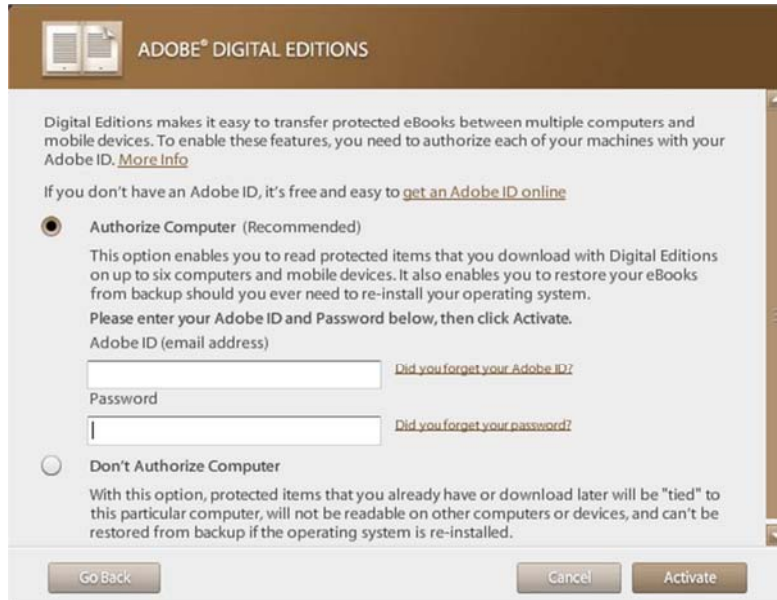 ADOBE® DIGITAL EDITIONS
Digital Editions makes it easy to transfer protected eBooks between multiple computers and
mobile devices. To enable these features, you need to authorize each of your machines with your
Adobe ID. More Info
If you don't have an Adobe ID, it's free and easy to get an Adobe ID online
Authorize Computer (Recommended)
This option enables you to read protected items that you download with Digital Editions
on up to six computers and mobile devices. It also enables you to restore your eBooks
from backup should you ever need to re-install your operating system.
Please enter your Adobe ID and Password below, then click Activate.
Adobe ID (email address)
Did you forget your Adobe ID?
Password
Did you forget your password?
Don't Authorize Computer
With this option, protected items that you already have or download later will be "tied" to
this particular computer, will not be readable on other computers or devices, and can't be
restored from backup if the operating system is re-installed.
Go Back Cancel Activate